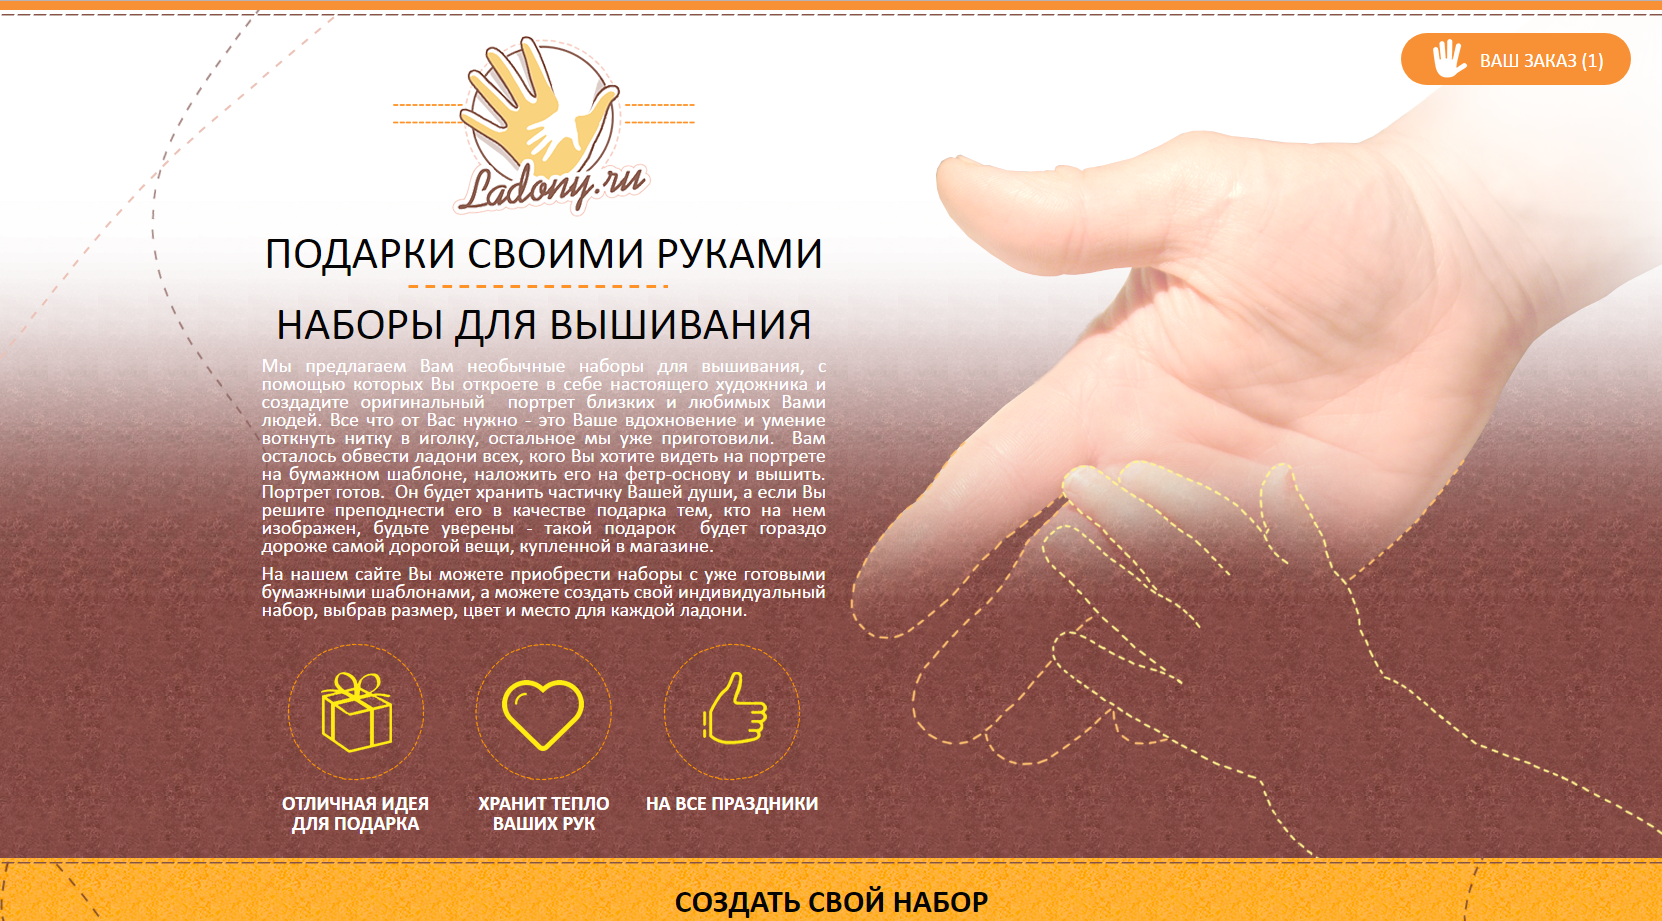 ВАШ ЗАКАЗ (1)
Ladony.ru
ПОДАРКИ СВОИМИ РУКАМИ
НАБОРЫ ДЛЯ ВЫШИВАНИЯ
Мы предлагаем Вам необычные наборы для вышивания, с
помощью которых Вы откроете в себе настоящего художника и
создадите оригинальный портрет близких и любимых Вами
людей. Все что от Вас нужно - это Ваше вдохновение и умение
воткнуть нитку в иголку, остальное мы уже приготовили. Вам
осталось обвести ладони всех, кого Вы хотите видеть на портрете
на бумажном шаблоне, наложить его на фетр-основу и вышить.
Портрет готов. Он будет хранить частичку Вашей души, а если Вы
решите преподнести его в качестве подарка тем, кто на нем
изображен, будьте уверены - такой подарок будет гораздо
дороже самой дорогой вещи, купленной в магазине.
На нашем сайте Вы можете приобрести наборы с уже готовыми
бумажными шаблонами, а можете создать свой индивидуальный
набор, выбрав размер, цвет и место для каждой ладони.
ОТЛИЧНАЯ ИДЕЯ
ДЛЯ ПОДАРКА
ХРАНИТ ТЕПЛО
ВАШИХ РУК
НА ВСЕ ПРАЗДНИКИ
СОЗДАТЬ СВОЙ НАБОР